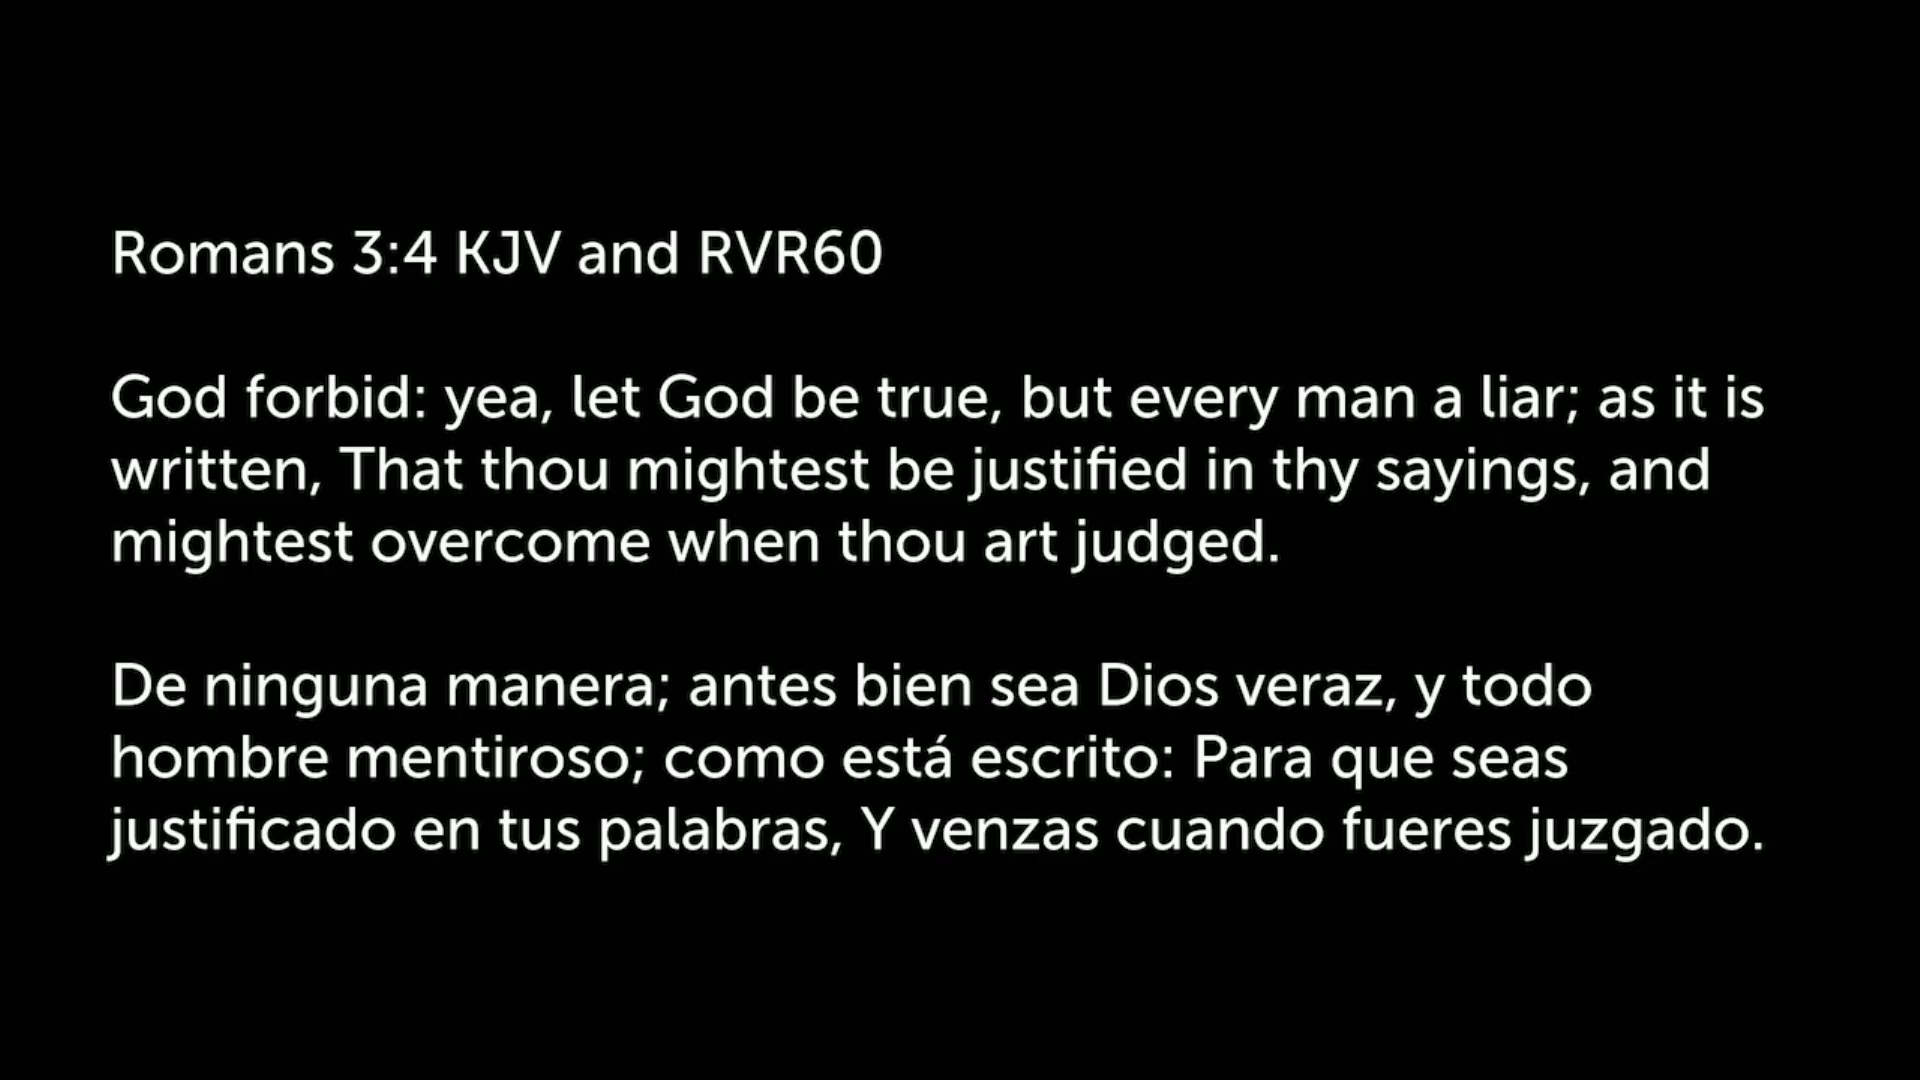 Romans 3:4 KJV and RVR60
God forbid: yea, let God be true, but every man a liar; as it is
written, That thou mightest be justified in thy sayings, and
mightest overcome when thou art judged.
De ninguna manera; antes bien sea Dios veraz, y todo
hombre mentiroso; como está escrito: Para que seas
justificado en tus palabras, Y venzas cuando fueres juzgado.